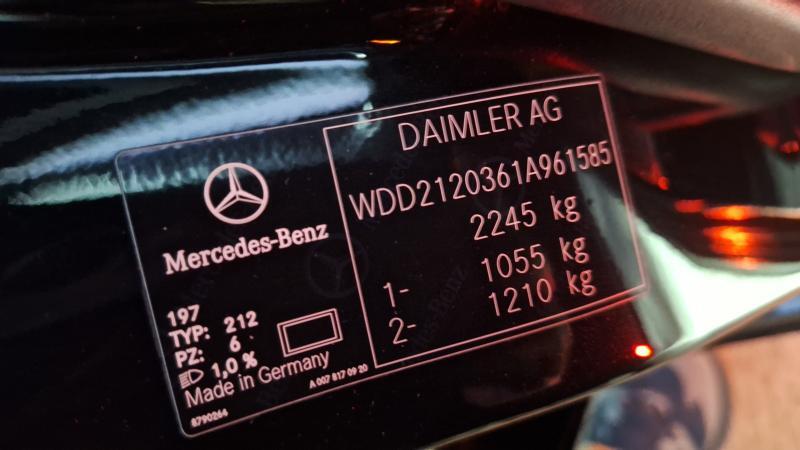 Mercedes-Benz
197
TYP: 212
PZ: 6
1,0 %
Made in Germany
8790264
A 007 817 09 20
DAIMLER AG
WDD2120361A961585
2245 kg
1- 1055 kg
2- 1210 kg